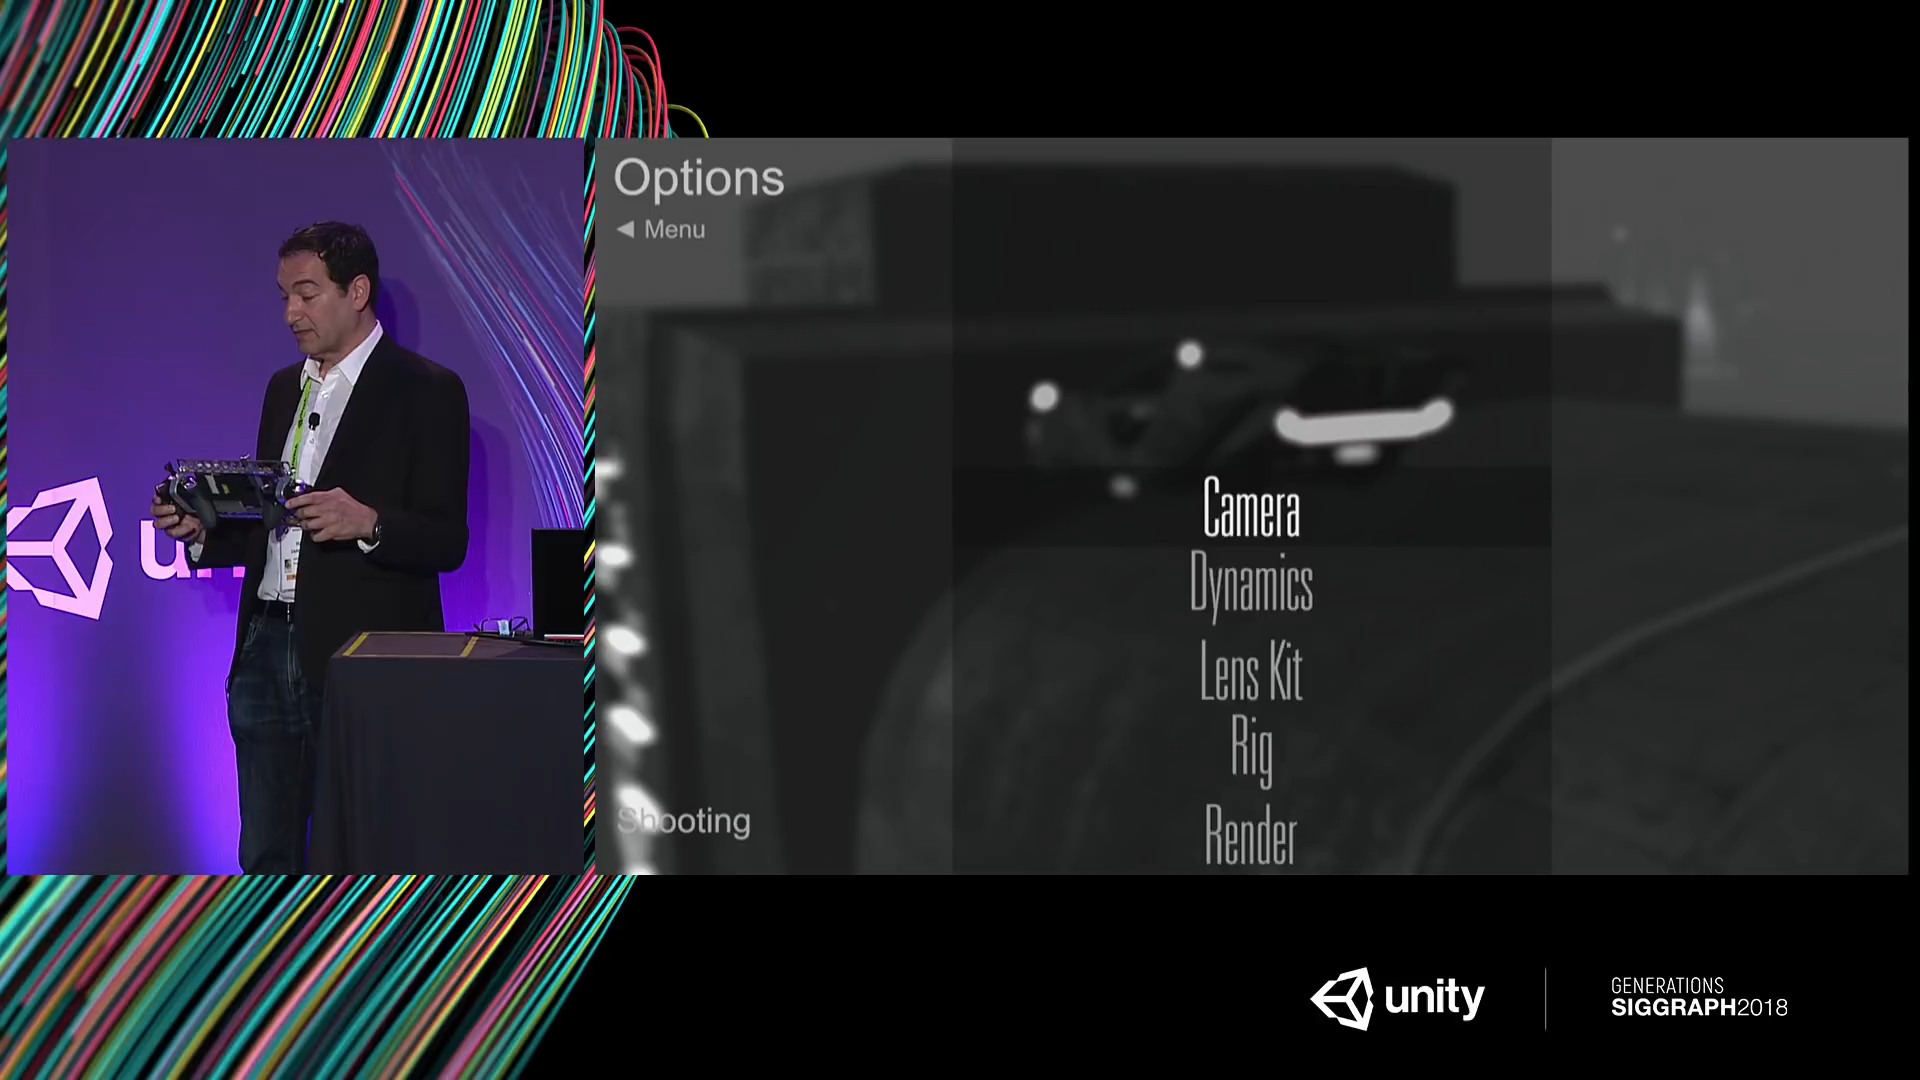 Options
◀ Menu
Camera
Dynamics
Lens Kit
Rig
Render
Shooting
unity
GENERATIONS
SIGGRAPH2018